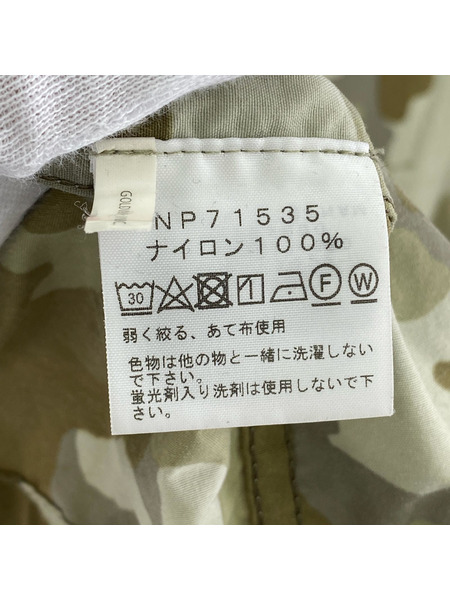 NP71535
ナイロン100%
30 F W
弱く絞る、あて布使用
色物は他の物と一緒に洗濯しない
で下さい。
蛍光剤入り洗剤は使用しないで下
さい。